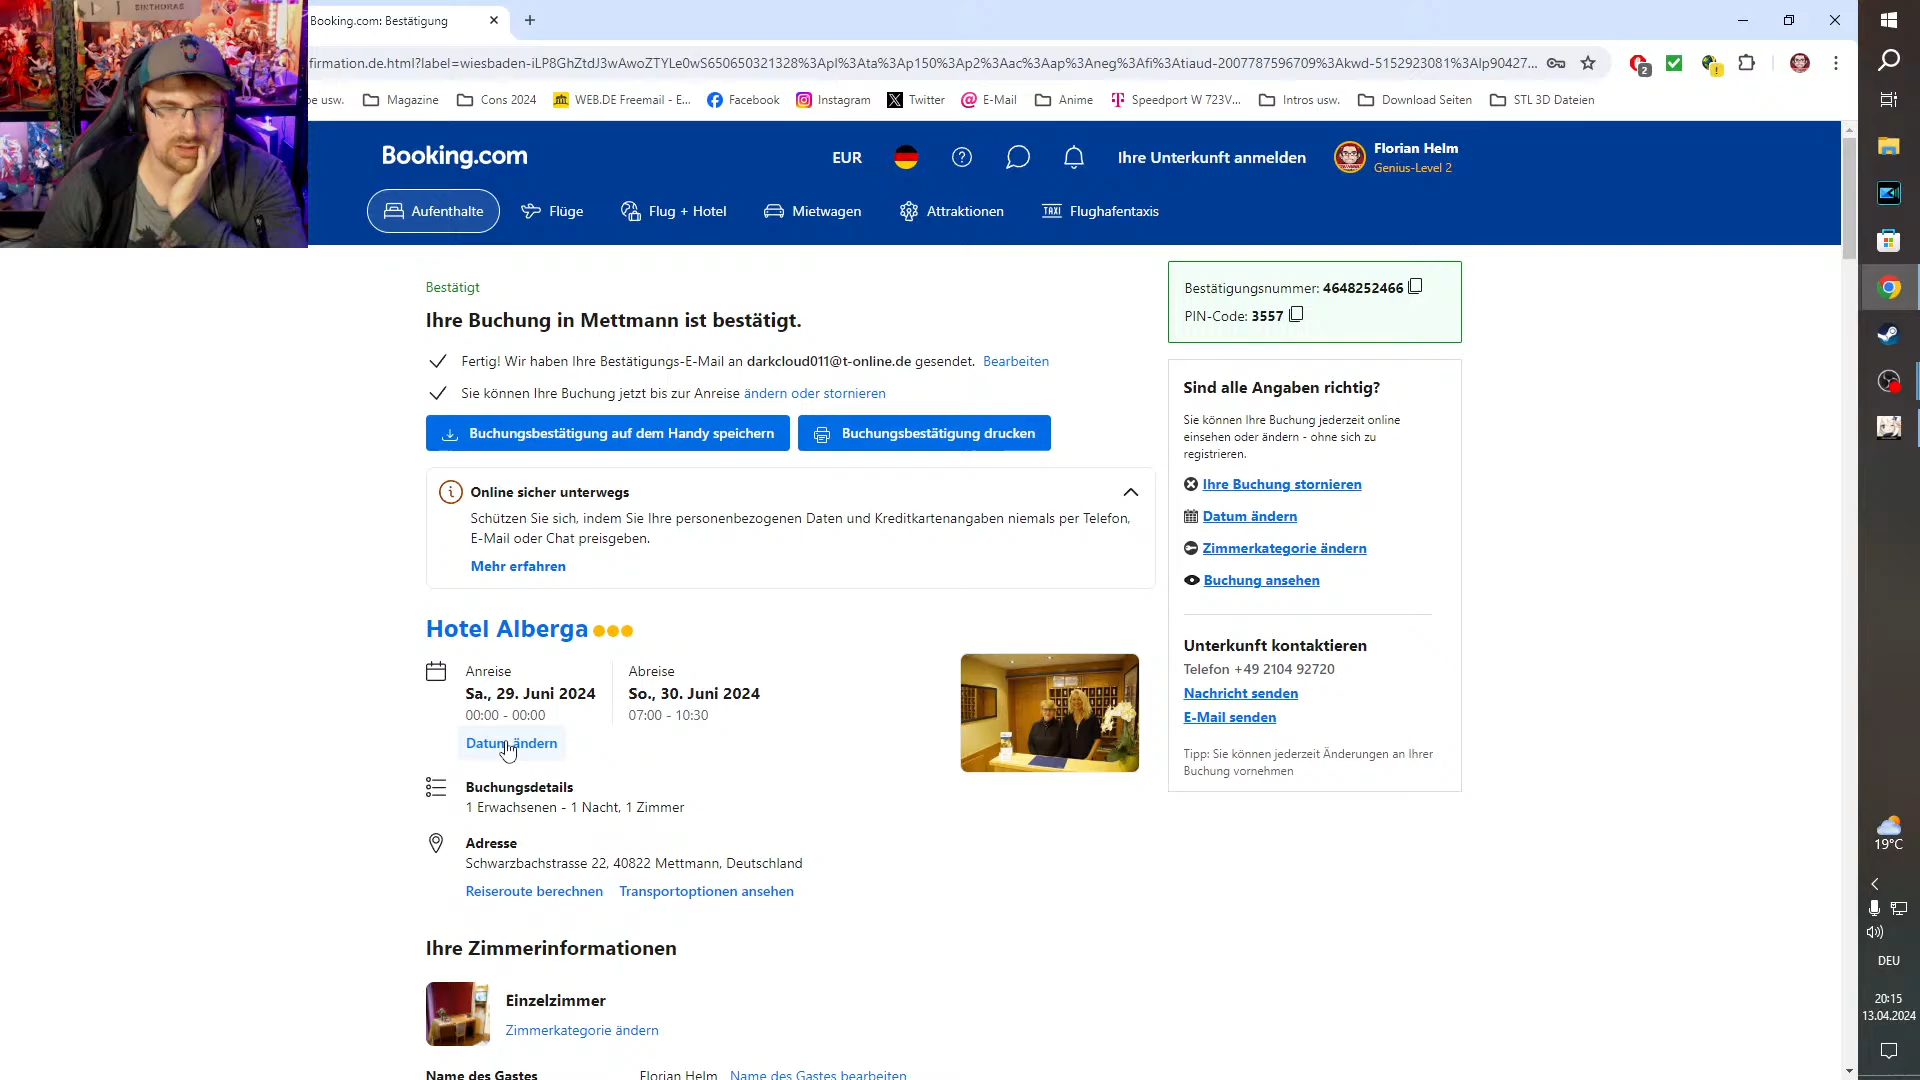 Booking.com: Bestätigung
firmation.de.html?label=wiesbaden-iLP8GhZtdJ3wAwoZTYLe0wS650650321328%3Apl%3Ata%3Ap150%3Ap2%3Aac%3Aap%3Aneg%3Afi%3Atiaud-2007787596709%3Akwd-5152923081%3Alp90427...
2
!
be usw.
Magazine
Cons 2024
WEB.DE Freemail - E...
Facebook
Instagram
Twitter
E-Mail
Anime
Speedport W 723V...
Intros usw.
Download Seiten
STL 3D Dateien
Booking.com
EUR
Ihre Unterkunft anmelden
Florian Helm
Genius-Level 2
Aufenthalte
Flüge
Flug + Hotel
Mietwagen
Attraktionen
TAXI
Flughafentaxis
Bestätigt
Ihre Buchung in Mettmann ist bestätigt.
Fertig! Wir haben Ihre Bestätigungs-E-Mail an darkcloud011@t-online.de gesendet. Bearbeiten
Sie können Ihre Buchung jetzt bis zur Anreise ändern oder stornieren
Buchungsbestätigung auf dem Handy speichern
Buchungsbestätigung drucken
Online sicher unterwegs
Schützen Sie sich, indem Sie Ihre personenbezogenen Daten und Kreditkartenangaben niemals per Telefon,
E-Mail oder Chat preisgeben.
Mehr erfahren
Hotel Alberga
Anreise
Sa., 29. Juni 2024
00:00 - 00:00
Datum ändern
Abreise
So., 30. Juni 2024
07:00 - 10:30
Buchungsdetails
1 Erwachsenen - 1 Nacht, 1 Zimmer
Adresse
Schwarzbachstrasse 22, 40822 Mettmann, Deutschland
Reiseroute berechnen
Transportoptionen ansehen
Ihre Zimmerinformationen
Einzelzimmer
Zimmerkategorie ändern
Name des Gastes
Florian Helm
Name des Gastes bearbeiten
Bestätigungsnummer: 4648252466
PIN-Code: 3557
Sind alle Angaben richtig?
Sie können Ihre Buchung jederzeit online
einsehen oder ändern - ohne sich zu
registrieren.
Ihre Buchung stornieren
Datum ändern
Zimmerkategorie ändern
Buchung ansehen
Unterkunft kontaktieren
Telefon +49 2104 92720
Nachricht senden
E-Mail senden
Tipp: Sie können jederzeit Änderungen an Ihrer
Buchung vornehmen
19°C
DEU
20:15
13.04.2024